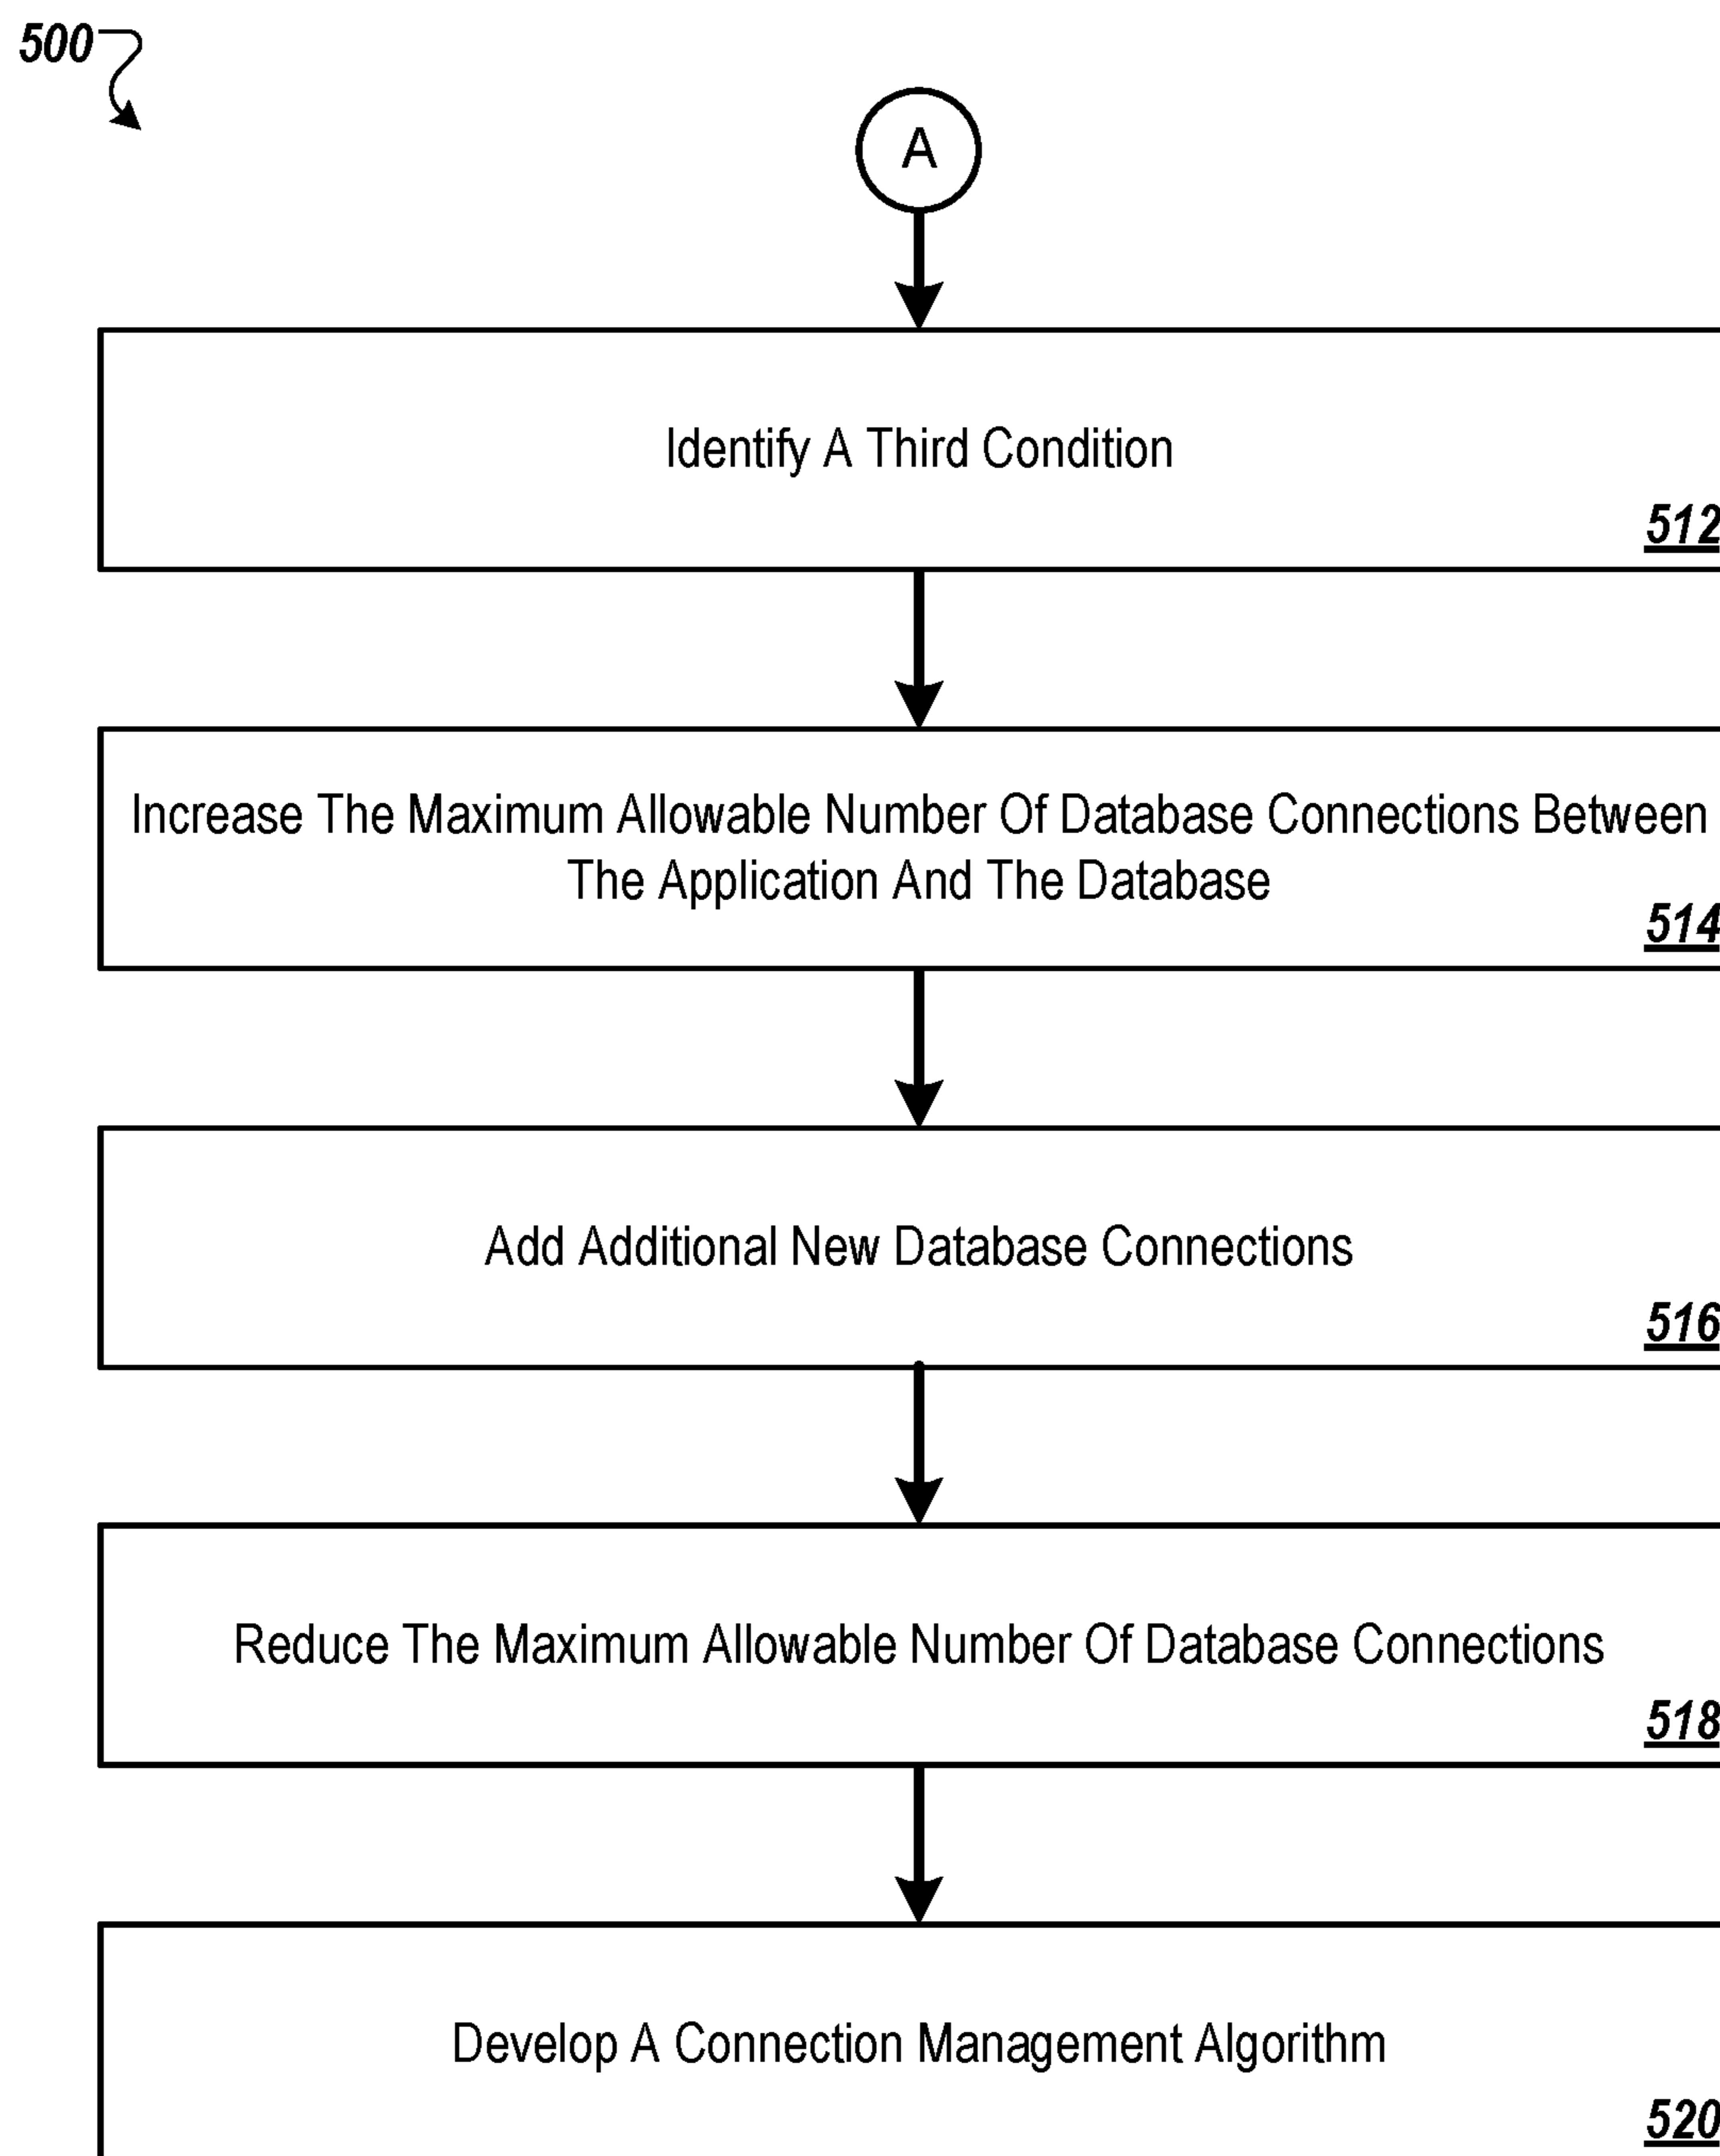 500
A
Identify A Third Condition
512
Increase The Maximum Allowable Number Of Database Connections Between
The Application And The Database
514
Add Additional New Database Connections
516
Reduce The Maximum Allowable Number Of Database Connections
518
Develop A Connection Management Algorithm
520